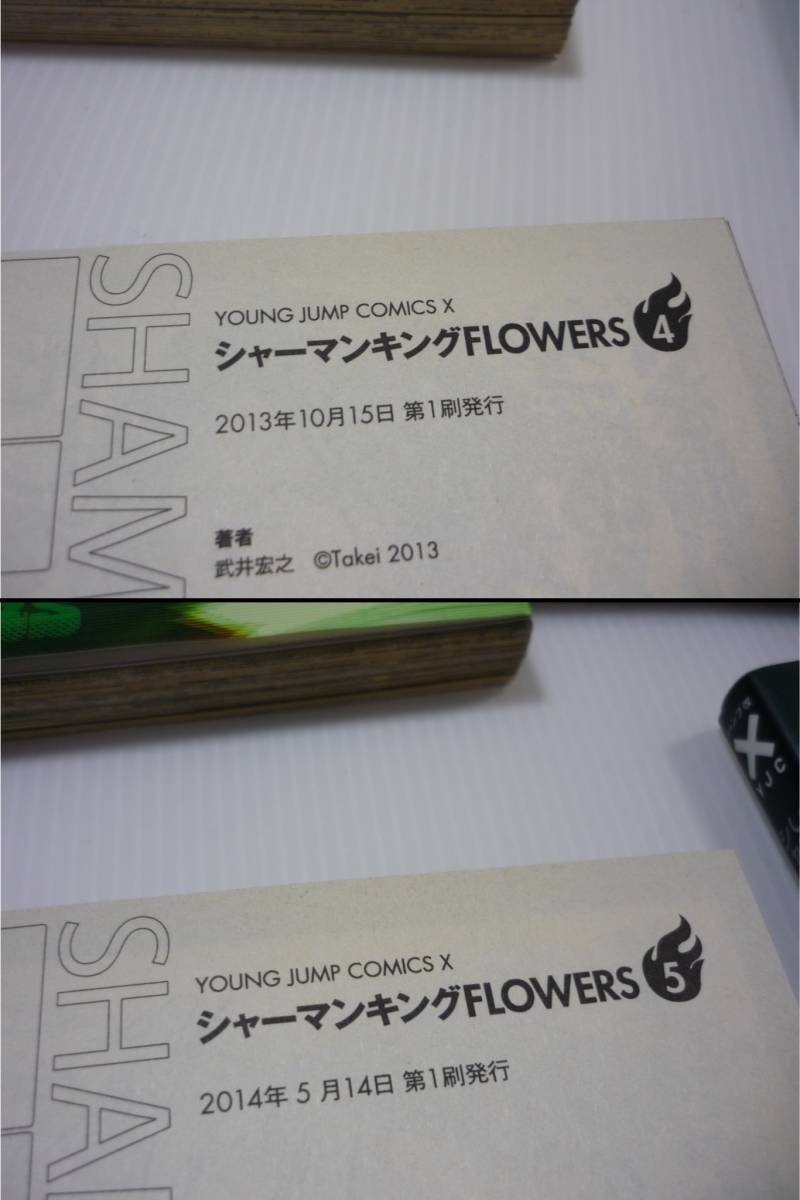 SHAM
YOUNG JUMP COMICS X
シャーマンキングFLOWERS 4
2013年10月15日 第1刷発行
著者
武井宏之 ©Takei 2013
X
YJC
SHA
YOUNG JUMP COMICS X
シャーマンキングFLOWERS 5
2014年 5 月14日 第1刷発行